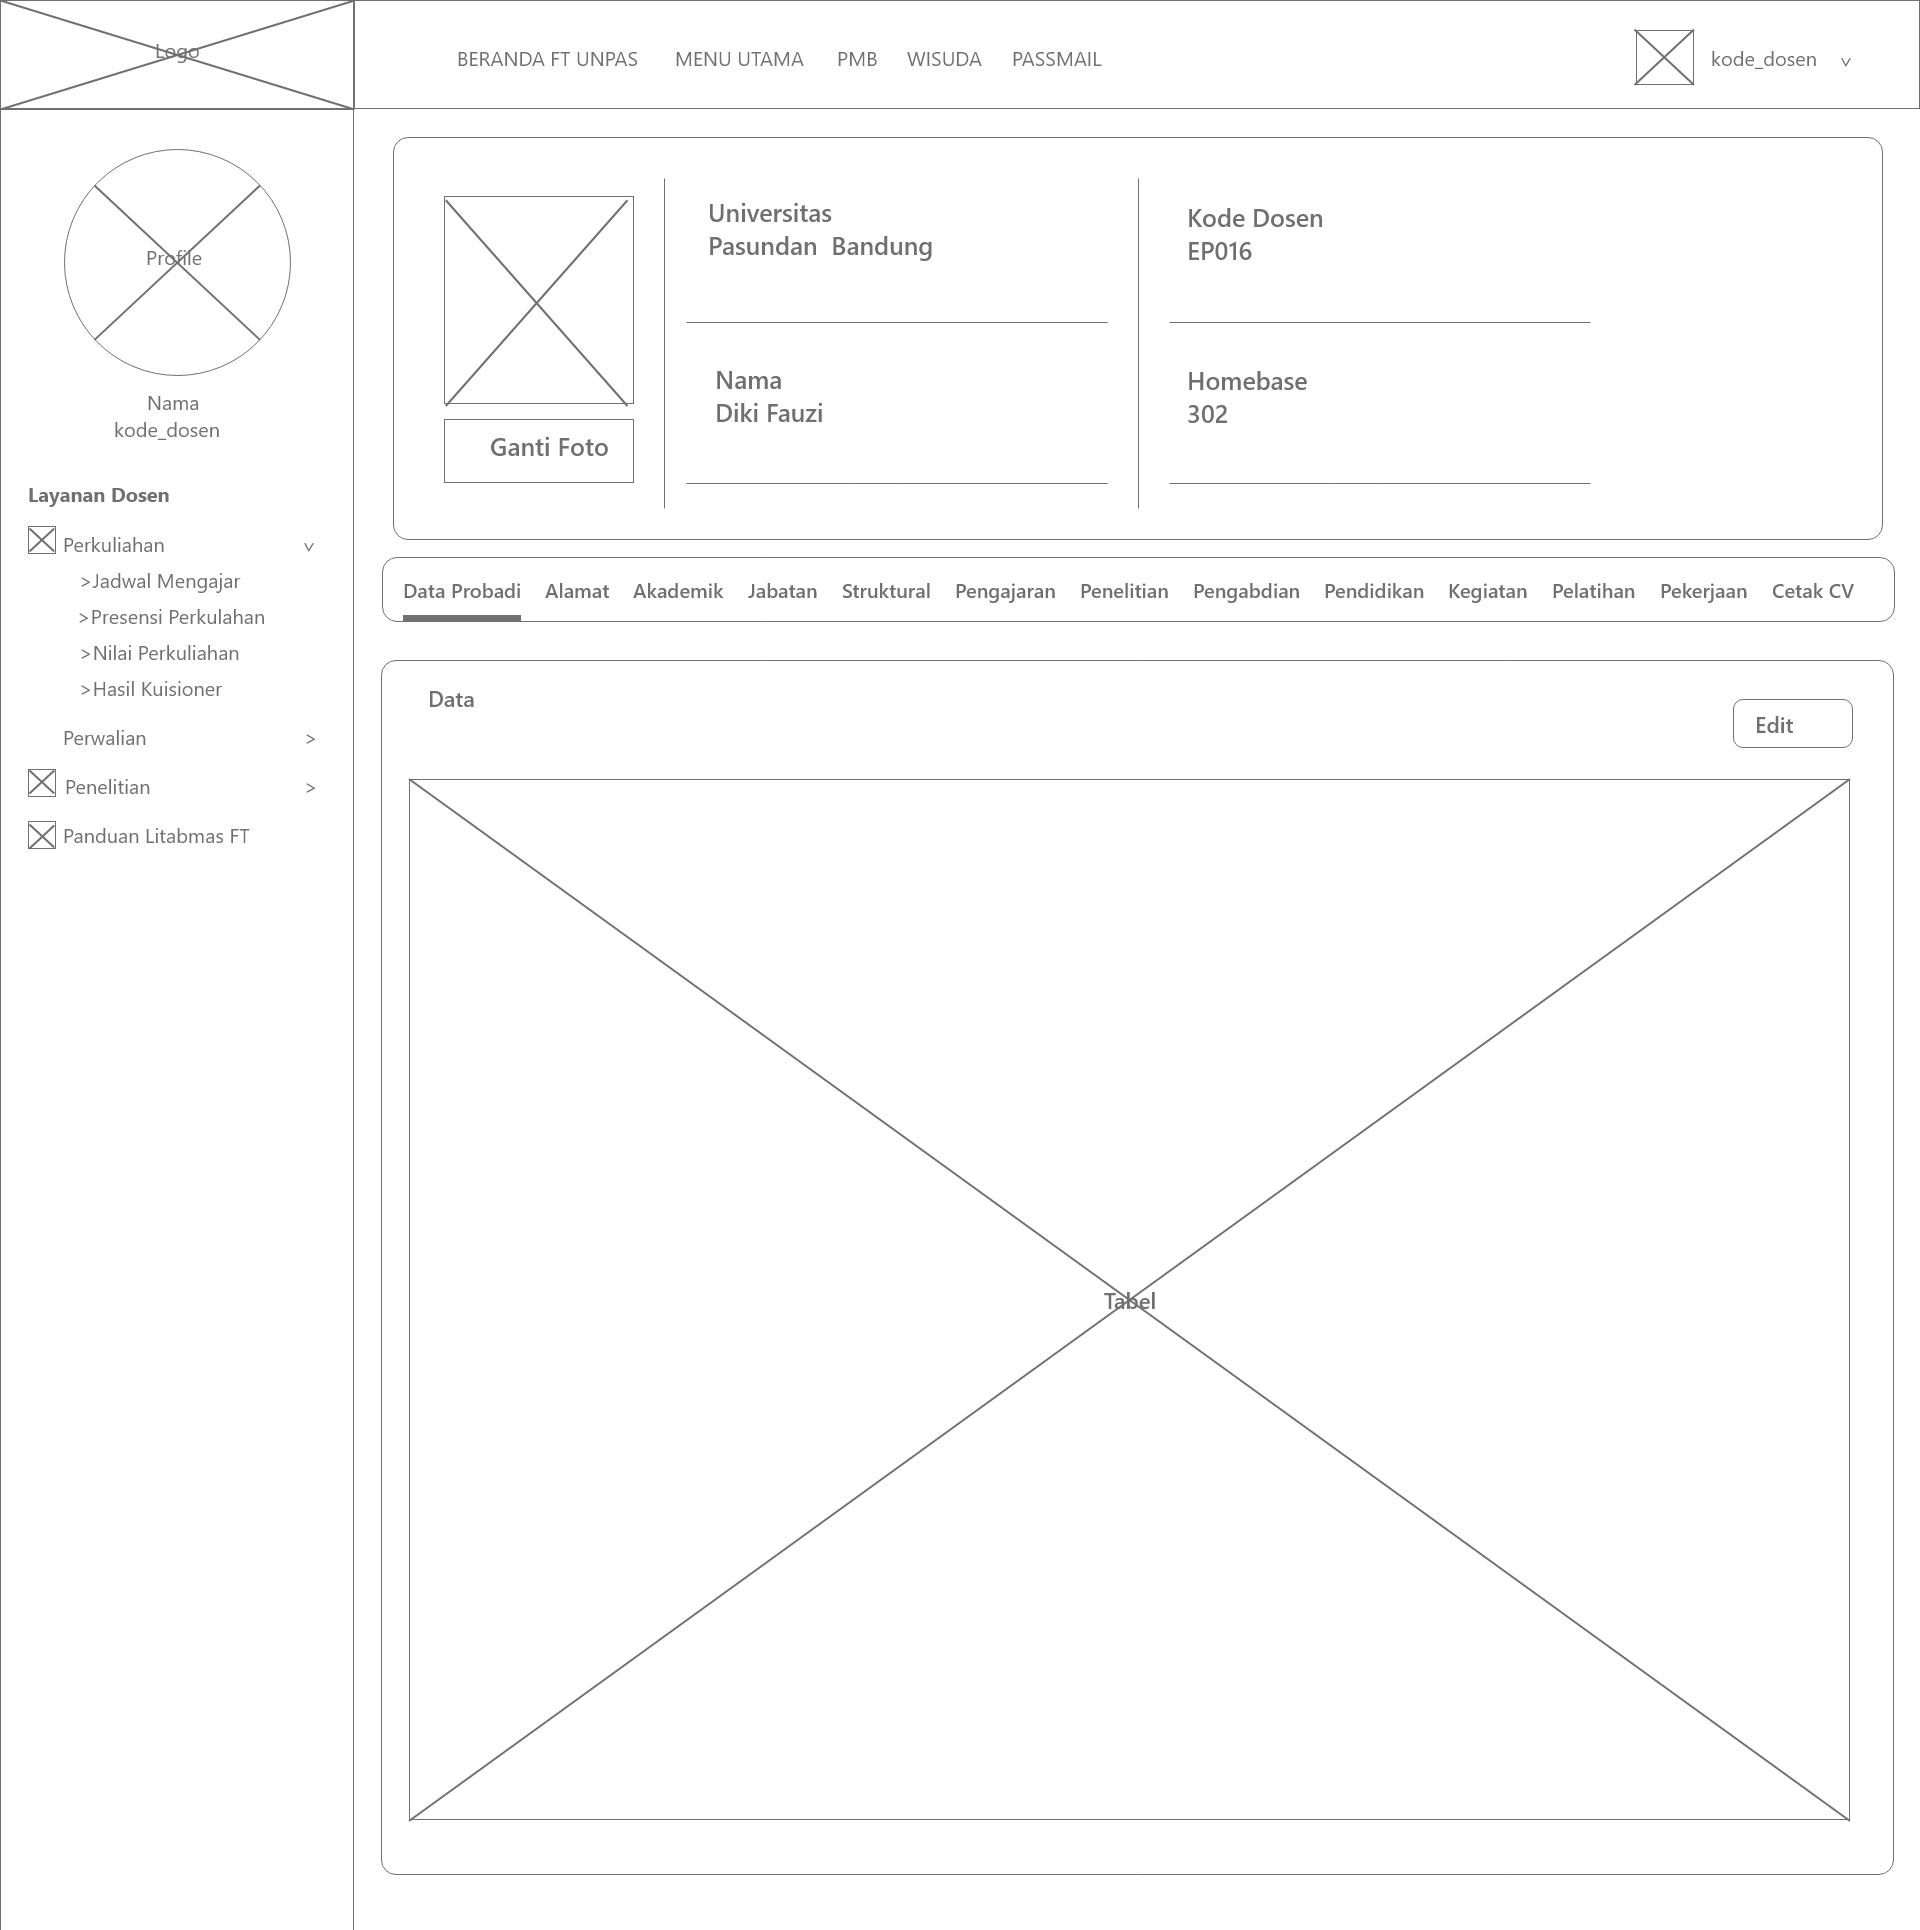 Logo
BERANDA FT UNPAS MENU UTAMA PMB WISUDA PASSMAIL
kode_dosen v
Profile
Nama
kode_dosen
Layanan Dosen
Perkuliahan v
>Jadwal Mengajar
>Presensi Perkulahan
>Nilai Perkuliahan
>Hasil Kuisioner
Perwalian >
Penelitian >
Panduan Litabmas FT
Ganti Foto
Universitas
Pasundan Bandung
Kode Dosen
EP016
Nama
Diki Fauzi
Homebase
302
Data Probadi Alamat Akademik Jabatan Struktural Pengajaran Penelitian Pengabdian Pendidikan Kegiatan Pelatihan Pekerjaan Cetak CV
Data
Edit
Tabel